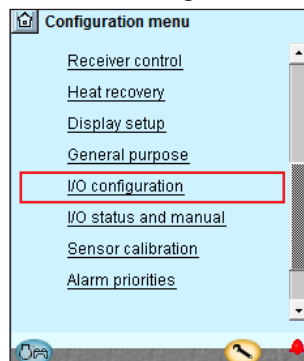 Configuration menu
Receiver control
Heat recovery
Display setup
General purpose
I/O configuration
I/O status and manual
Sensor calibration
Alarm priorities